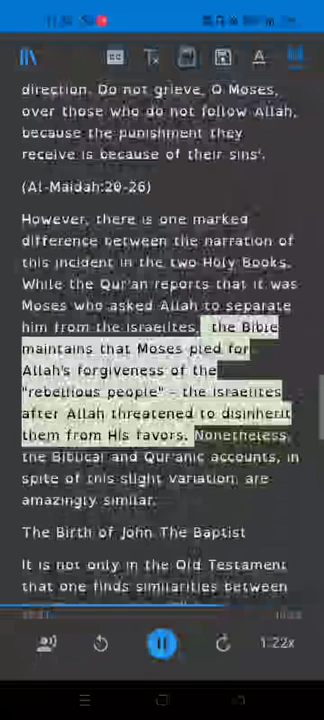 direction. Do not grieve, O Moses,
over those who do not follow Allah,
because the punishment they
receive is because of their sins'.
(Al-Maidah:20-26)
However, there is one marked
difference between the narration of
this incident in the two Holy Books.
While the Qur'an reports that it was
Moses who asked Allah to separate
him from the Israelites, the Bible
maintains that Moses pled for
Allah's forgiveness of the
"rebellious people" - the Israelites
after Allah threatened to disinherit
them from His favors. Nonetheless,
the Biblical and Qur'anic accounts, in
spite of this slight variation, are
amazingly similar.
The Birth of John The Baptist
It is not only in the Old Testament
that one finds similarities between
1.22x